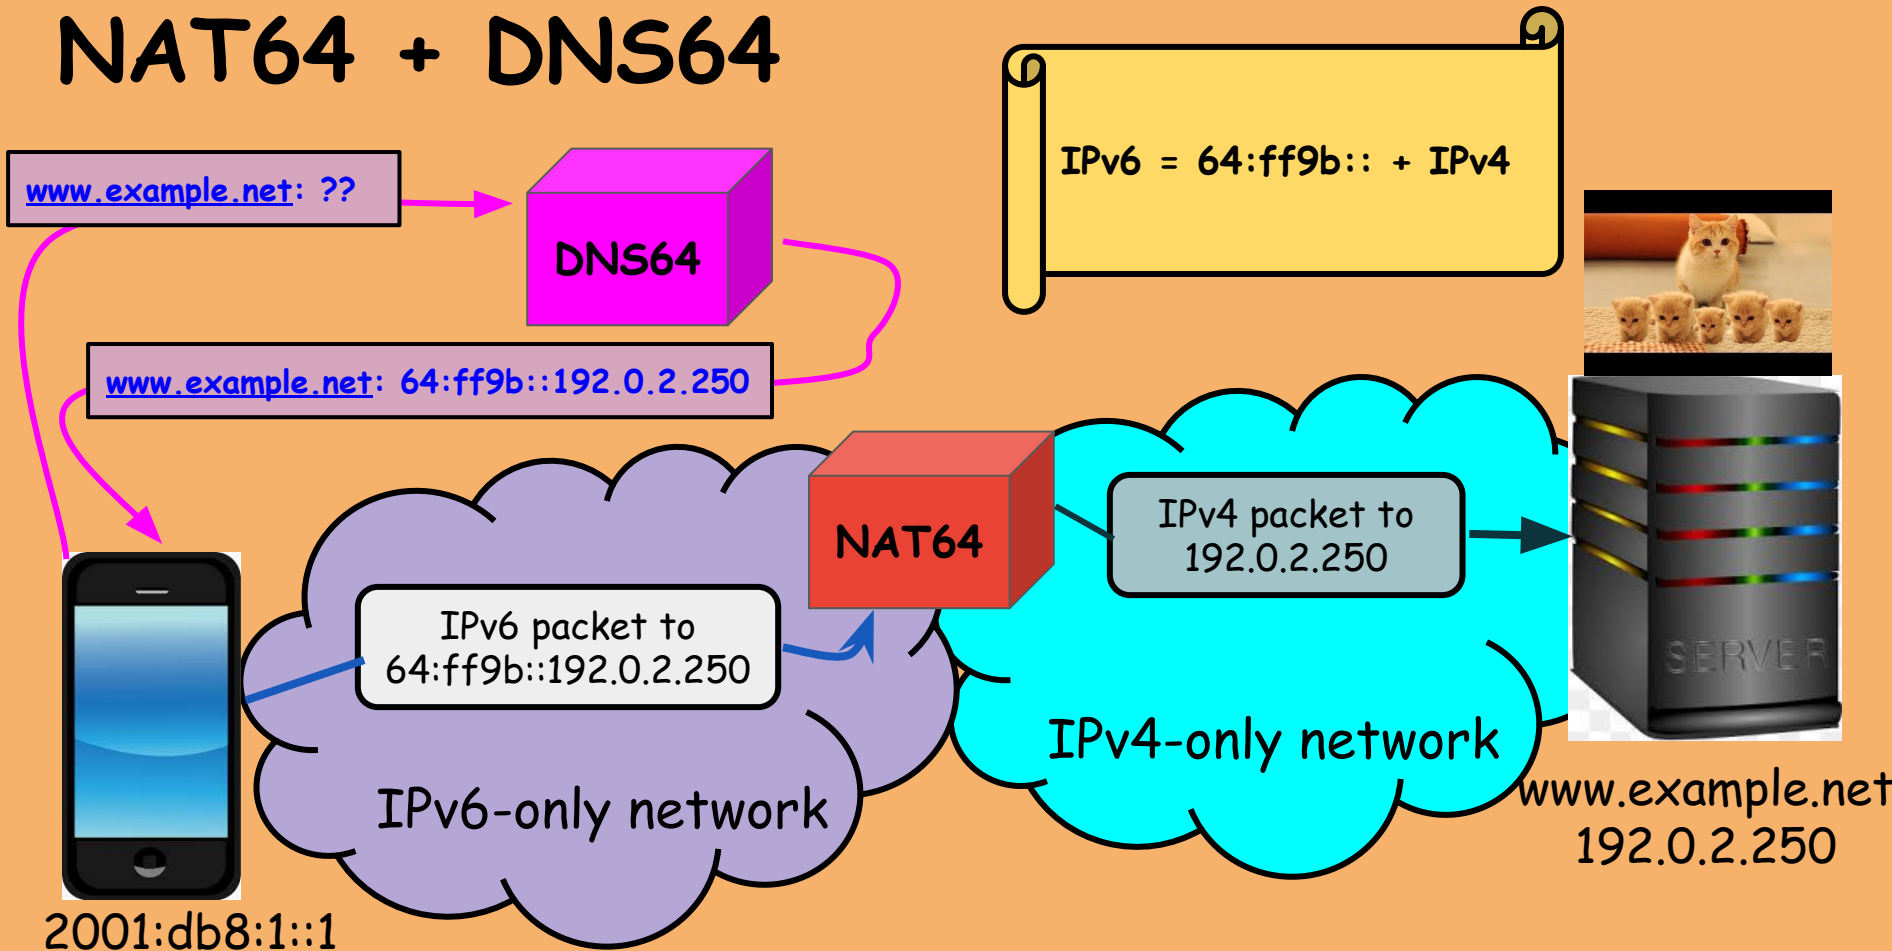 NAT64 + DNS64
IPv6 = 64:ff9b:: + IPv4
www.example.net: ??
DNS64
www.example.net: 64:ff9b::192.0.2.250
NAT64
IPv4 packet to
192.0.2.250
IPv6 packet to
64:ff9b::192.0.2.250
SERVER
IPv4-only network
IPv6-only network
www.example.net
192.0.2.250
2001:db8:1::1